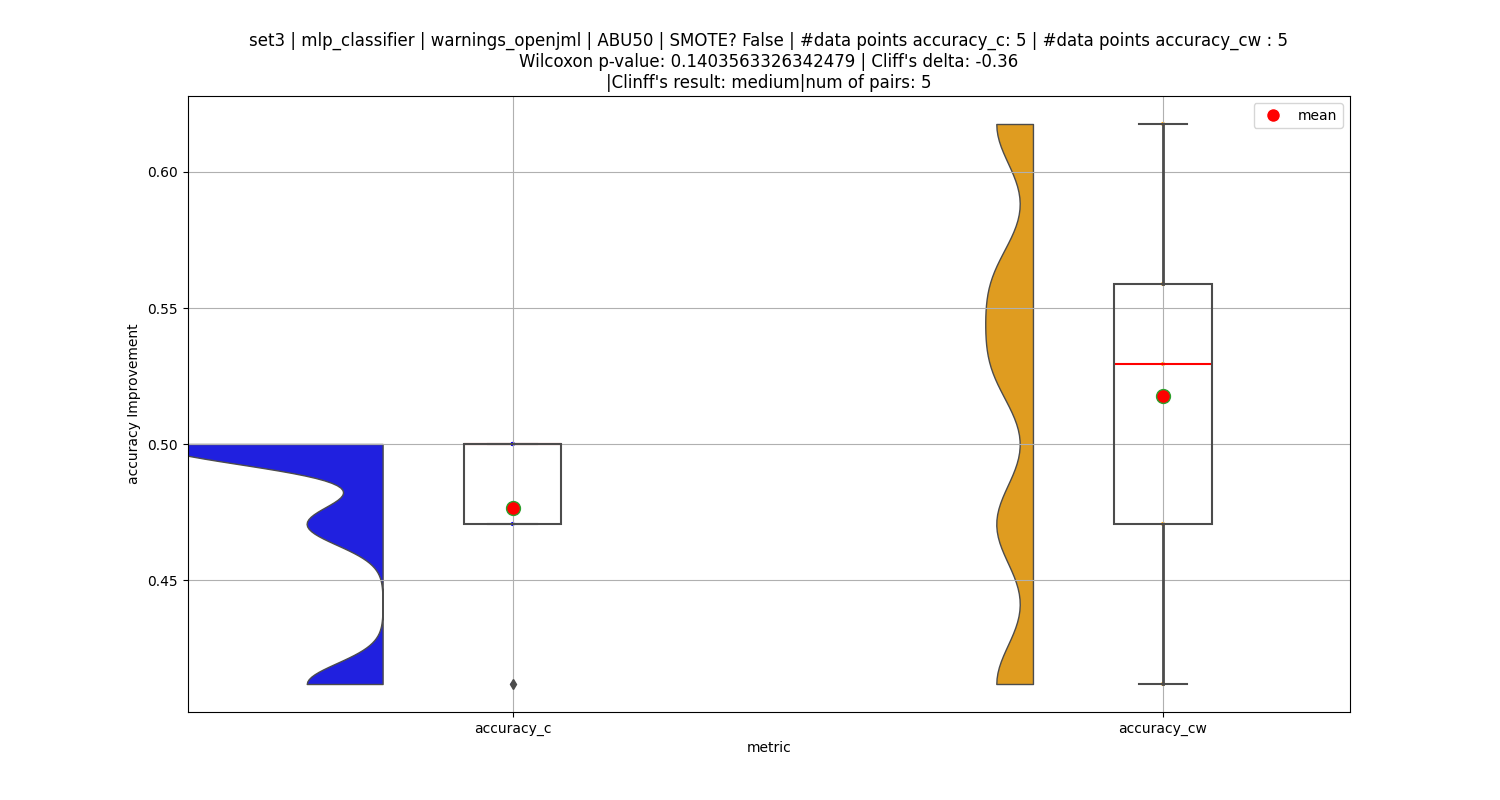 set3 | mlp_classifier | warnings_openjml | ABU50 | SMOTE? False | #data points accuracy_c: 5 | #data points accuracy_cw : 5
Wilcoxon p-value: 0.1403563326342479 | Cliff's delta: -0.36
|Clinff's result: medium|num of pairs: 5
mean
0.60
0.55
0.50
0.45
accuracy Improvement
accuracy_c
accuracy_cw
metric